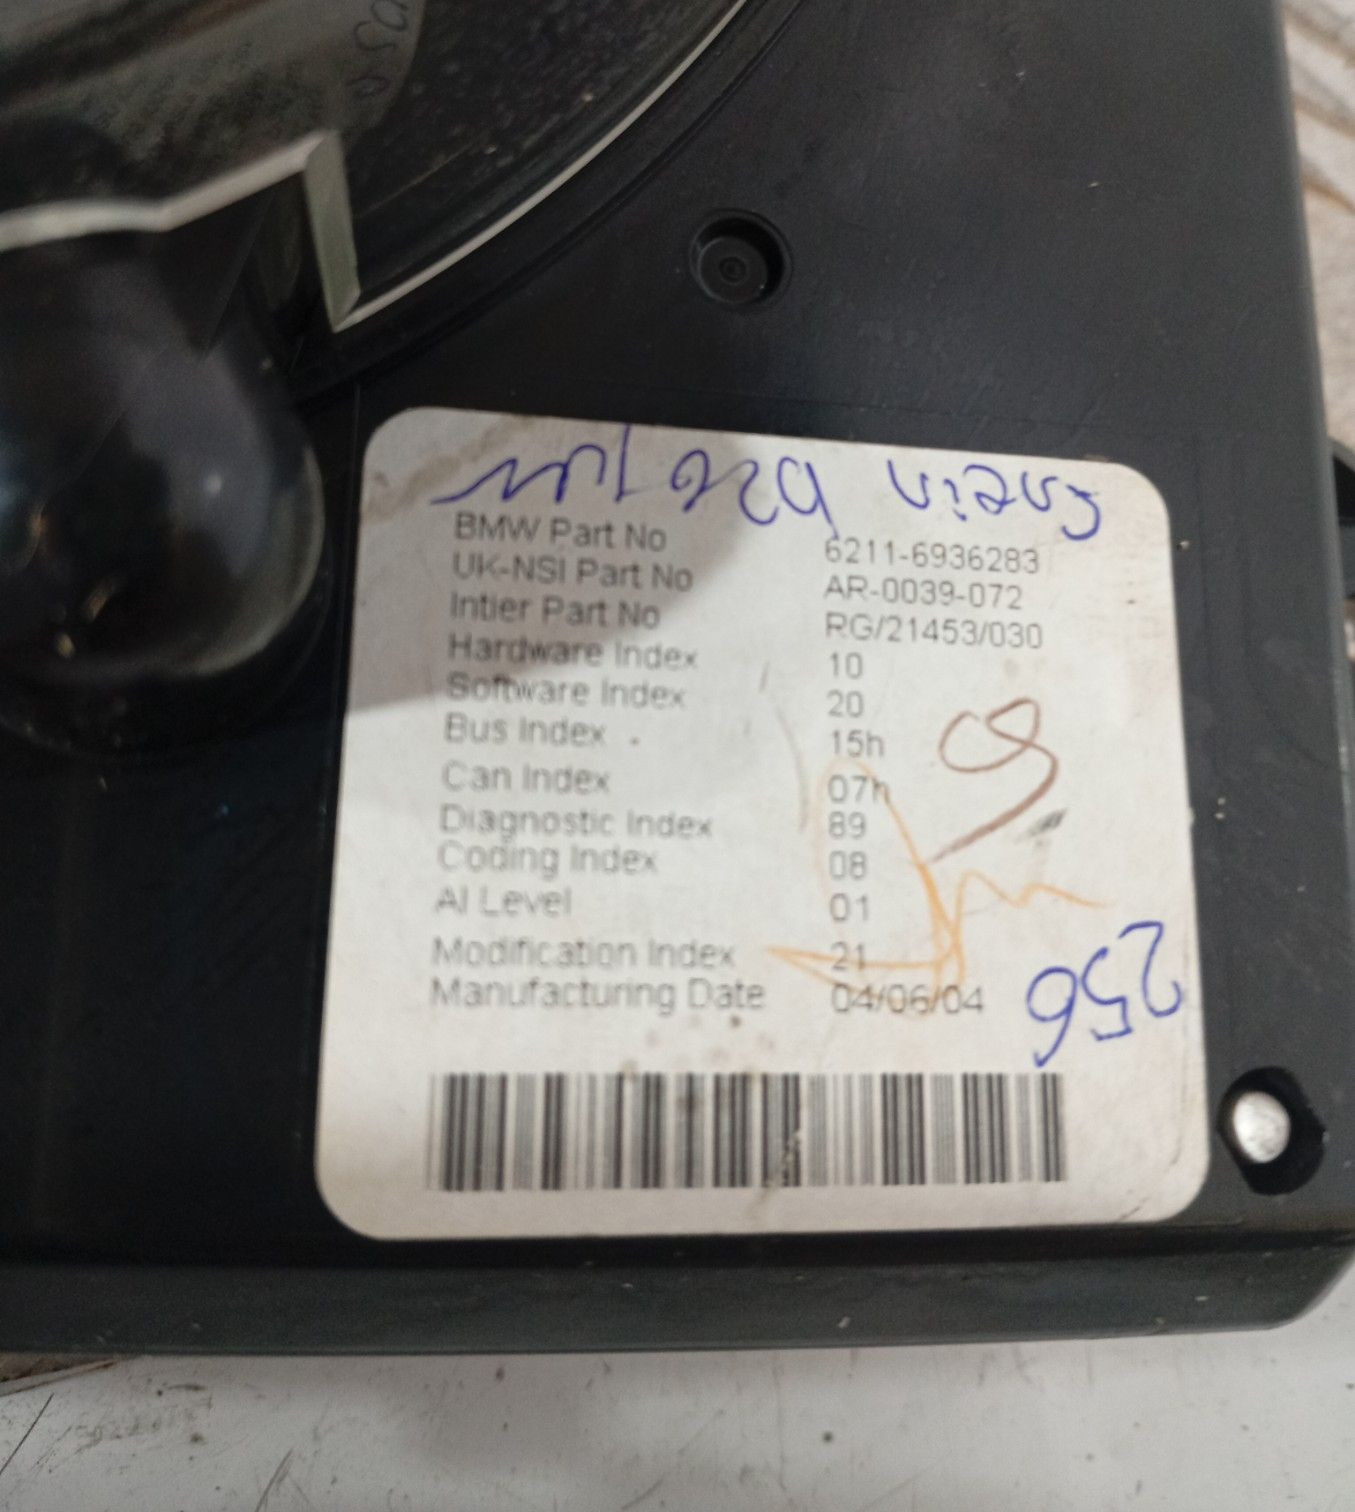 BMW Part No 6211-6936283
UK-NSI Part No AR-0039-072
Intier Part No RG/21453/030
Hardware Index 10
Software Index 20
Bus Index 15h
Can Index 07h
Diagnostic Index 89
Coding Index 08
AI Level 01
Modification Index 21
Manufacturing Date 04/06/04
256